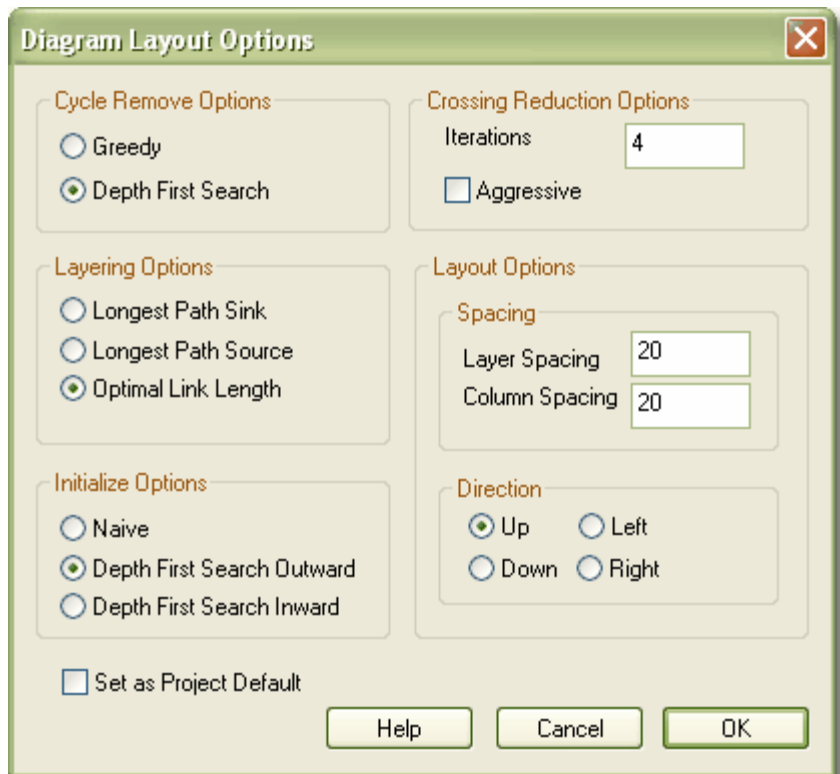 Diagram Layout Options
Cycle Remove Options
Greedy
Depth First Search
Crossing Reduction Options
Iterations 4
Aggressive
Layering Options
Longest Path Sink
Longest Path Source
Optimal Link Length
Layout Options
Spacing
Layer Spacing 20
Column Spacing 20
Initialize Options
Naive
Depth First Search Outward
Depth First Search Inward
Direction
Up Left
Down Right
Set as Project Default
Help Cancel OK